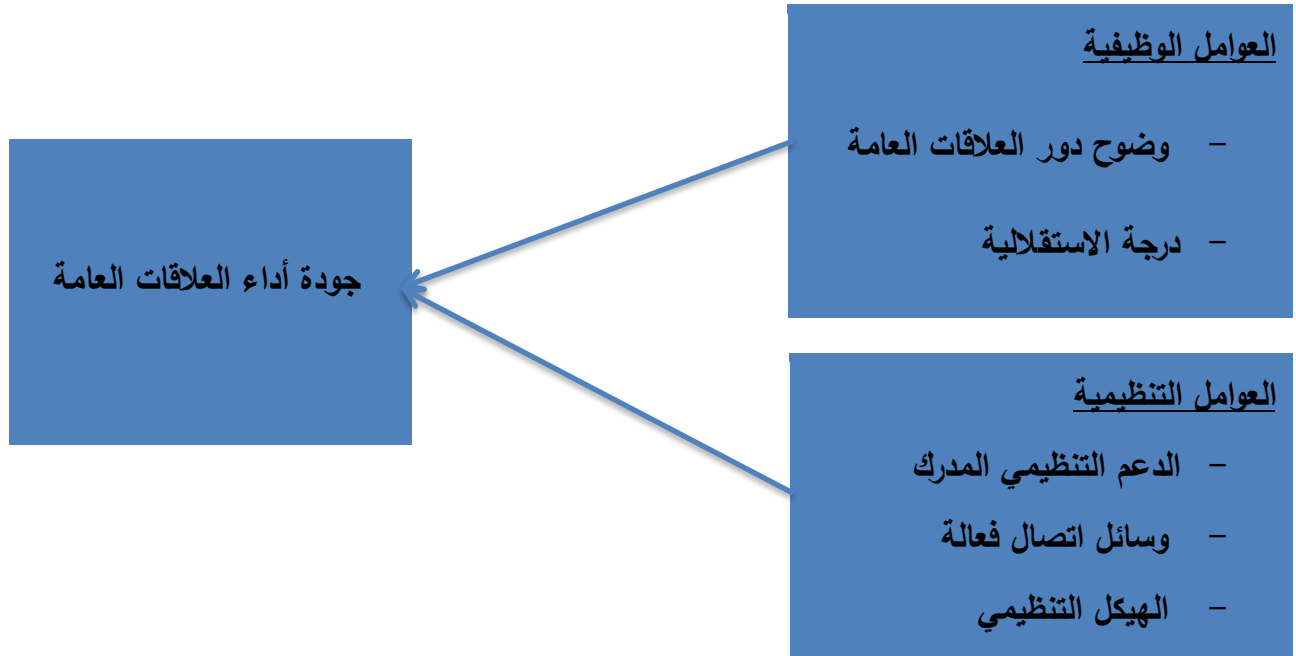 العوامل الوظيفية
- وضوح دور العلاقات العامة
- درجة الاستقلالية
جودة أداء العلاقات العامة
العوامل التنظيمية
- الدعم التنظيمي المدرك
- وسائل اتصال فعالة
- الهيكل التنظيمي